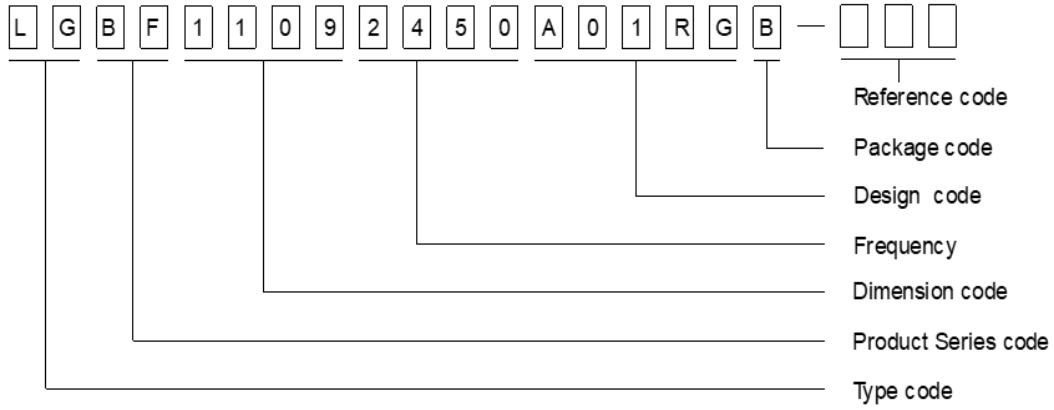 L G B F 1 1 0 9 2 4 5 0 A 0 1 R G B —
Reference code
Package code
Design code
Frequency
Dimension code
Product Series code
Type code